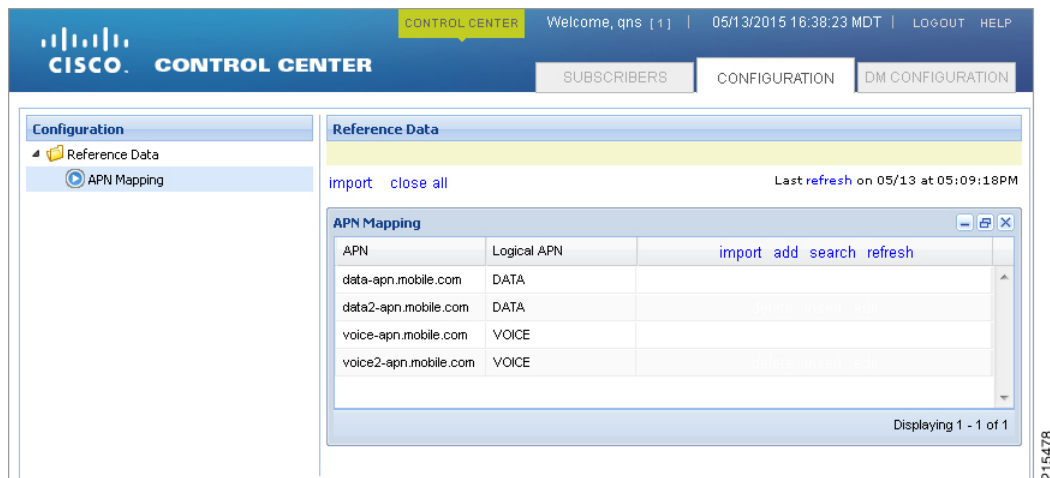 CONTROL CENTER Welcome, qns [1] | 05/13/2015 16:38:23 MDT | LOGOUT HELP
CISCO. CONTROL CENTER
SUBSCRIBERS CONFIGURATION DM CONFIGURATION
Configuration
Reference Data
APN Mapping
Reference Data
import close all Last refresh on 05/13 at 05:09:18PM
APN Mapping
APN Logical APN import add search refresh
data-apn.mobile.com DATA
data2-apn.mobile.com DATA
voice-apn.mobile.com VOICE
voice2-apn.mobile.com VOICE
Displaying 1 - 1 of 1